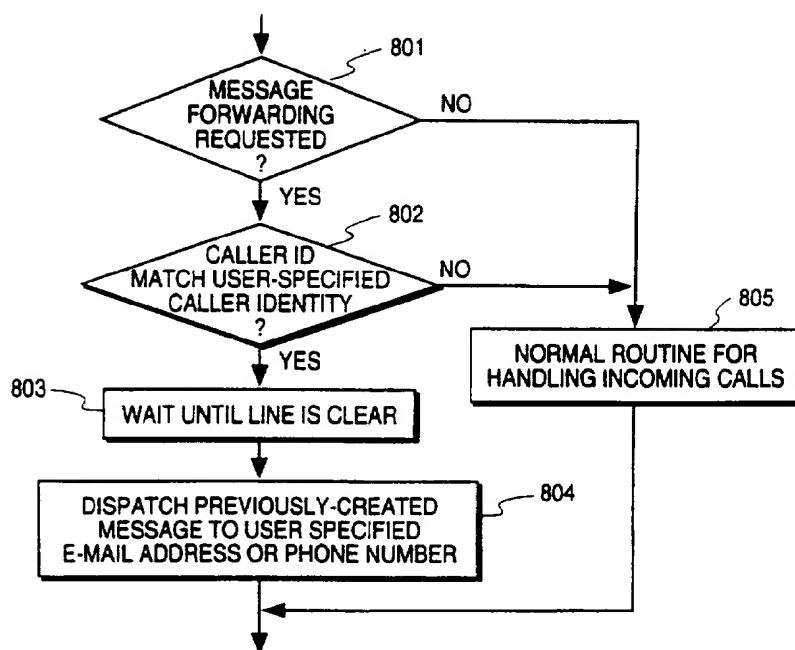 801
MESSAGE
FORWARDING
REQUESTED
?
NO
YES
802
CALLER ID
MATCH USER-SPECIFIED
CALLER IDENTITY
?
NO
YES
805
NORMAL ROUTINE FOR
HANDLING INCOMING CALLS
803
WAIT UNTIL LINE IS CLEAR
804
DISPATCH PREVIOUSLY-CREATED
MESSAGE TO USER SPECIFIED
E-MAIL ADDRESS OR PHONE NUMBER